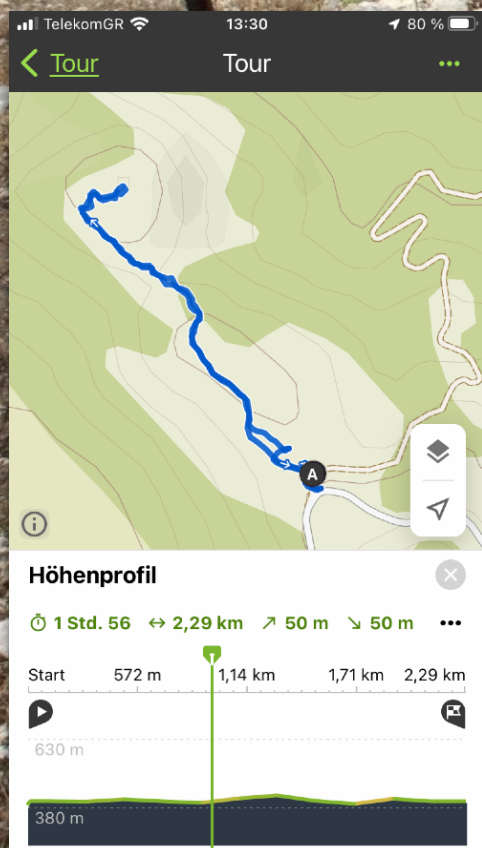 TelekomGR 13:30 80 %
Tour Tour
A
Höhenprofil
1 Std. 56 2,29 km 50 m 50 m
Start 572 m 1,14 km 1,71 km 2,29 km
630 m
380 m